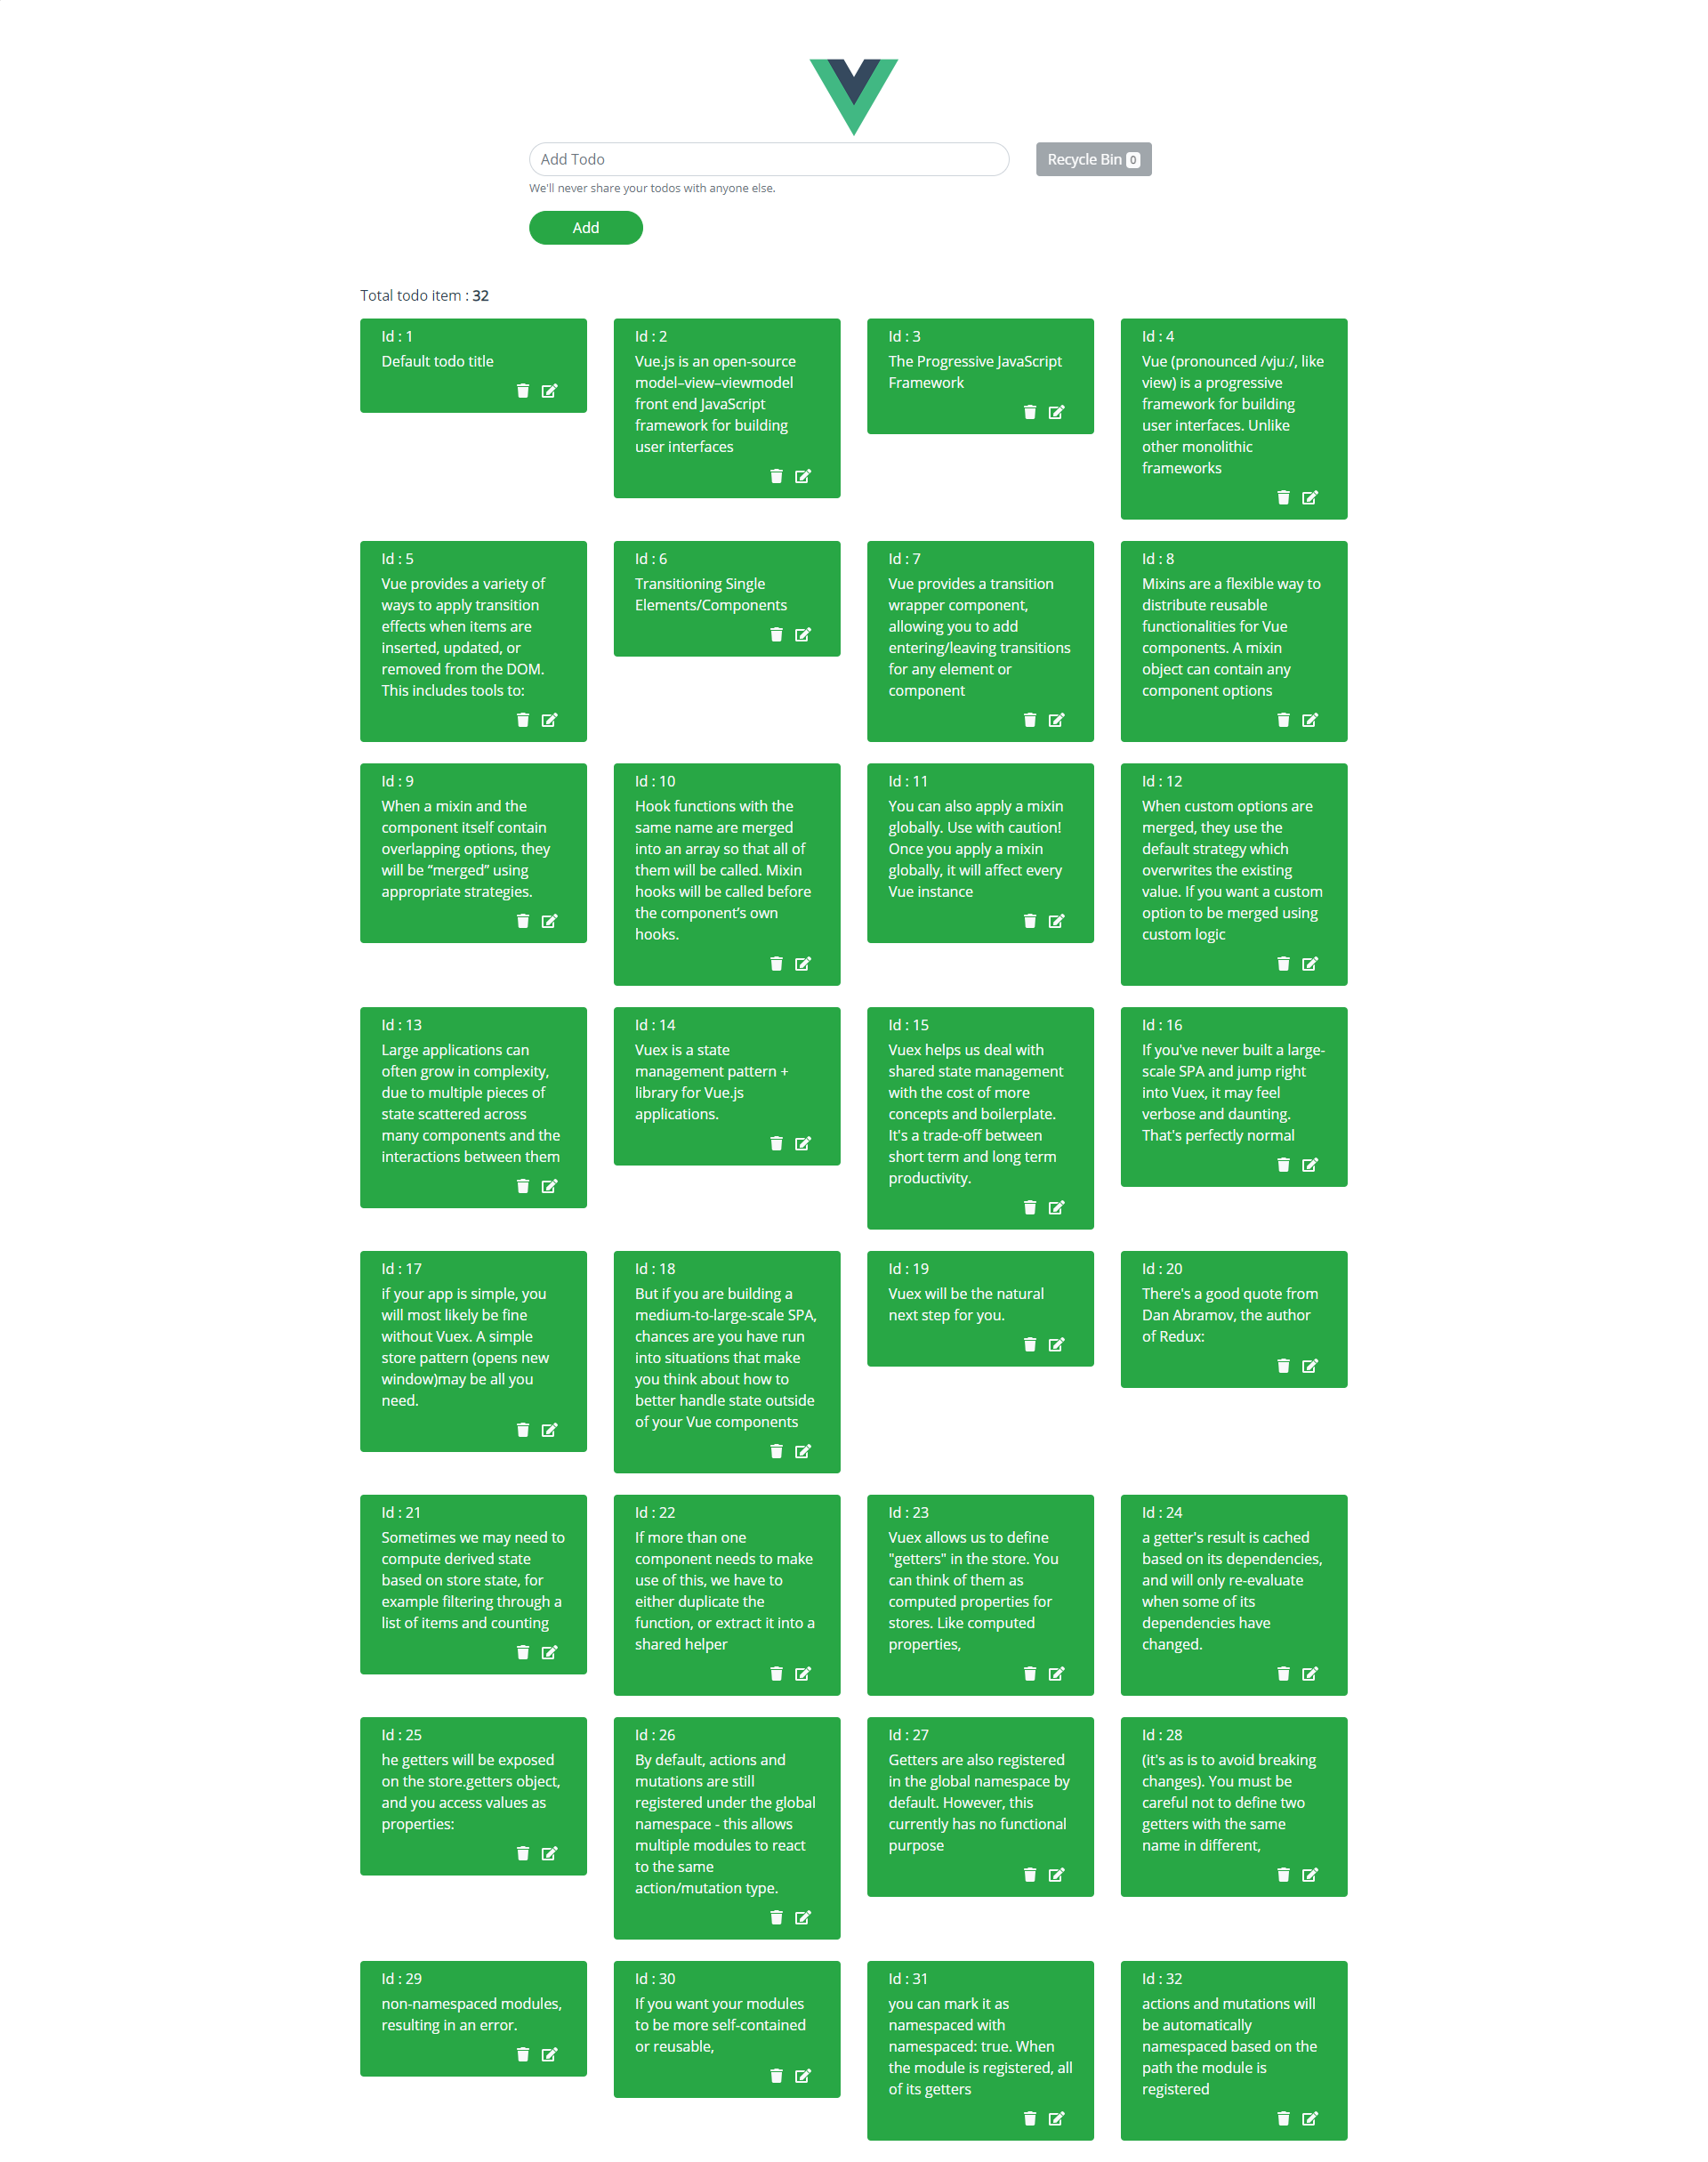 Add Todo
Recycle Bin 0
We'll never share your todos with anyone else.
Add
Total todo item : 32
Id : 1
Default todo title
Id : 2
Vue.js is an open-source
model–view–viewmodel
front end JavaScript
framework for building
user interfaces
Id : 3
The Progressive JavaScript
Framework
Id : 4
Vue (pronounced /vjuː/, like
view) is a progressive
framework for building
user interfaces. Unlike
other monolithic
frameworks
Id : 5
Vue provides a variety of
ways to apply transition
effects when items are
inserted, updated, or
removed from the DOM.
This includes tools to:
Id : 6
Transitioning Single
Elements/Components
Id : 7
Vue provides a transition
wrapper component,
allowing you to add
entering/leaving transitions
for any element or
component
Id : 8
Mixins are a flexible way to
distribute reusable
functionalities for Vue
components. A mixin
object can contain any
component options
Id : 9
When a mixin and the
component itself contain
overlapping options, they
will be “merged” using
appropriate strategies.
Id : 10
Hook functions with the
same name are merged
into an array so that all of
them will be called. Mixin
hooks will be called before
the component’s own
hooks.
Id : 11
You can also apply a mixin
globally. Use with caution!
Once you apply a mixin
globally, it will affect every
Vue instance
Id : 12
When custom options are
merged, they use the
default strategy which
overwrites the existing
value. If you want a custom
option to be merged using
custom logic
Id : 13
Large applications can
often grow in complexity,
due to multiple pieces of
state scattered across
many components and the
interactions between them
Id : 14
Vuex is a state
management pattern +
library for Vue.js
applications.
Id : 15
Vuex helps us deal with
shared state management
with the cost of more
concepts and boilerplate.
It's a trade-off between
short term and long term
productivity.
Id : 16
If you've never built a large-
scale SPA and jump right
into Vuex, it may feel
verbose and daunting.
That's perfectly normal
Id : 17
if your app is simple, you
will most likely be fine
without Vuex. A simple
store pattern (opens new
window)may be all you
need.
Id : 18
But if you are building a
medium-to-large-scale SPA,
chances are you have run
into situations that make
you think about how to
better handle state outside
of your Vue components
Id : 19
Vuex will be the natural
next step for you.
Id : 20
There's a good quote from
Dan Abramov, the author
of Redux:
Id : 21
Sometimes we may need to
compute derived state
based on store state, for
example filtering through a
list of items and counting
Id : 22
If more than one
component needs to make
use of this, we have to
either duplicate the
function, or extract it into a
shared helper
Id : 23
Vuex allows us to define
"getters" in the store. You
can think of them as
computed properties for
stores. Like computed
properties,
Id : 24
a getter's result is cached
based on its dependencies,
and will only re-evaluate
when some of its
dependencies have
changed.
Id : 25
he getters will be exposed
on the store.getters object,
and you access values as
properties:
Id : 26
By default, actions and
mutations are still
registered under the global
namespace - this allows
multiple modules to react
to the same
action/mutation type.
Id : 27
Getters are also registered
in the global namespace by
default. However, this
currently has no functional
purpose
Id : 28
(it's as is to avoid breaking
changes). You must be
careful not to define two
getters with the same
name in different,
Id : 29
non-namespaced modules,
resulting in an error.
Id : 30
If you want your modules
to be more self-contained
or reusable,
Id : 31
you can mark it as
namespaced with
namespaced: true. When
the module is registered, all
of its getters
Id : 32
actions and mutations will
be automatically
namespaced based on the
path the module is
registered